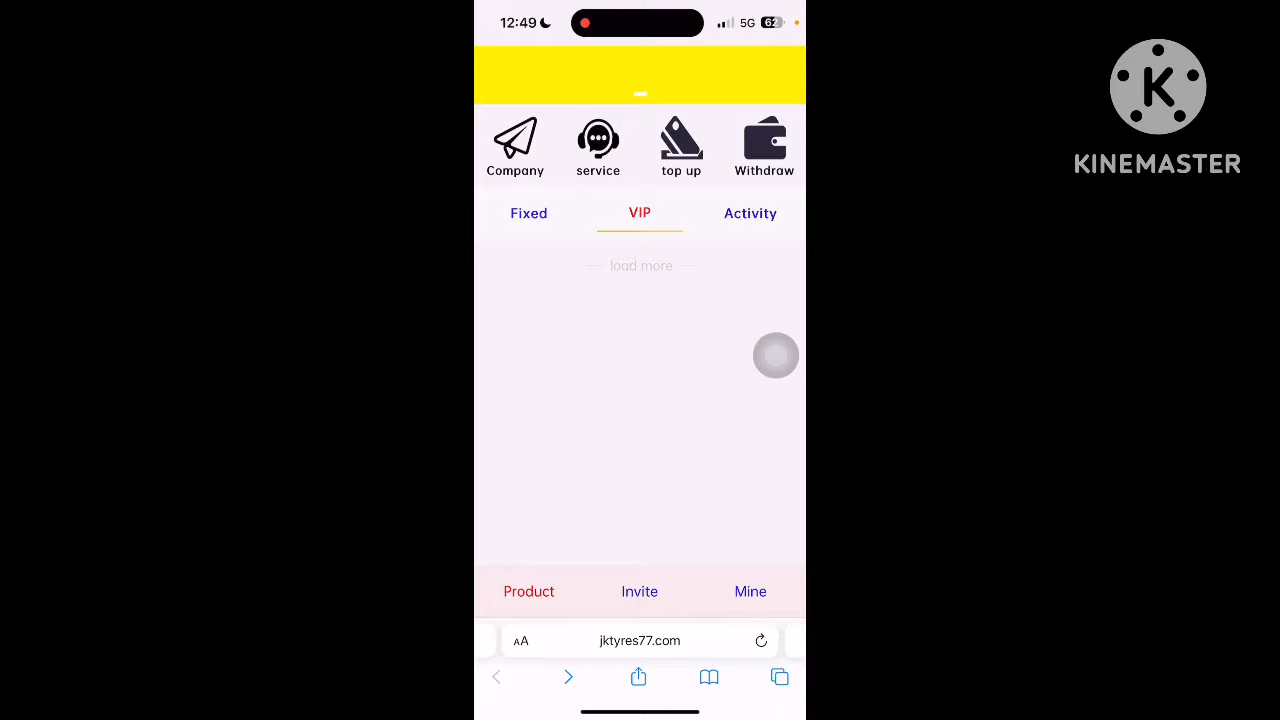 12:49 5G 62
KINEMASTER
Company service top up Withdraw
Fixed VIP Activity
load more
Product Invite Mine
AA jktyres77.com